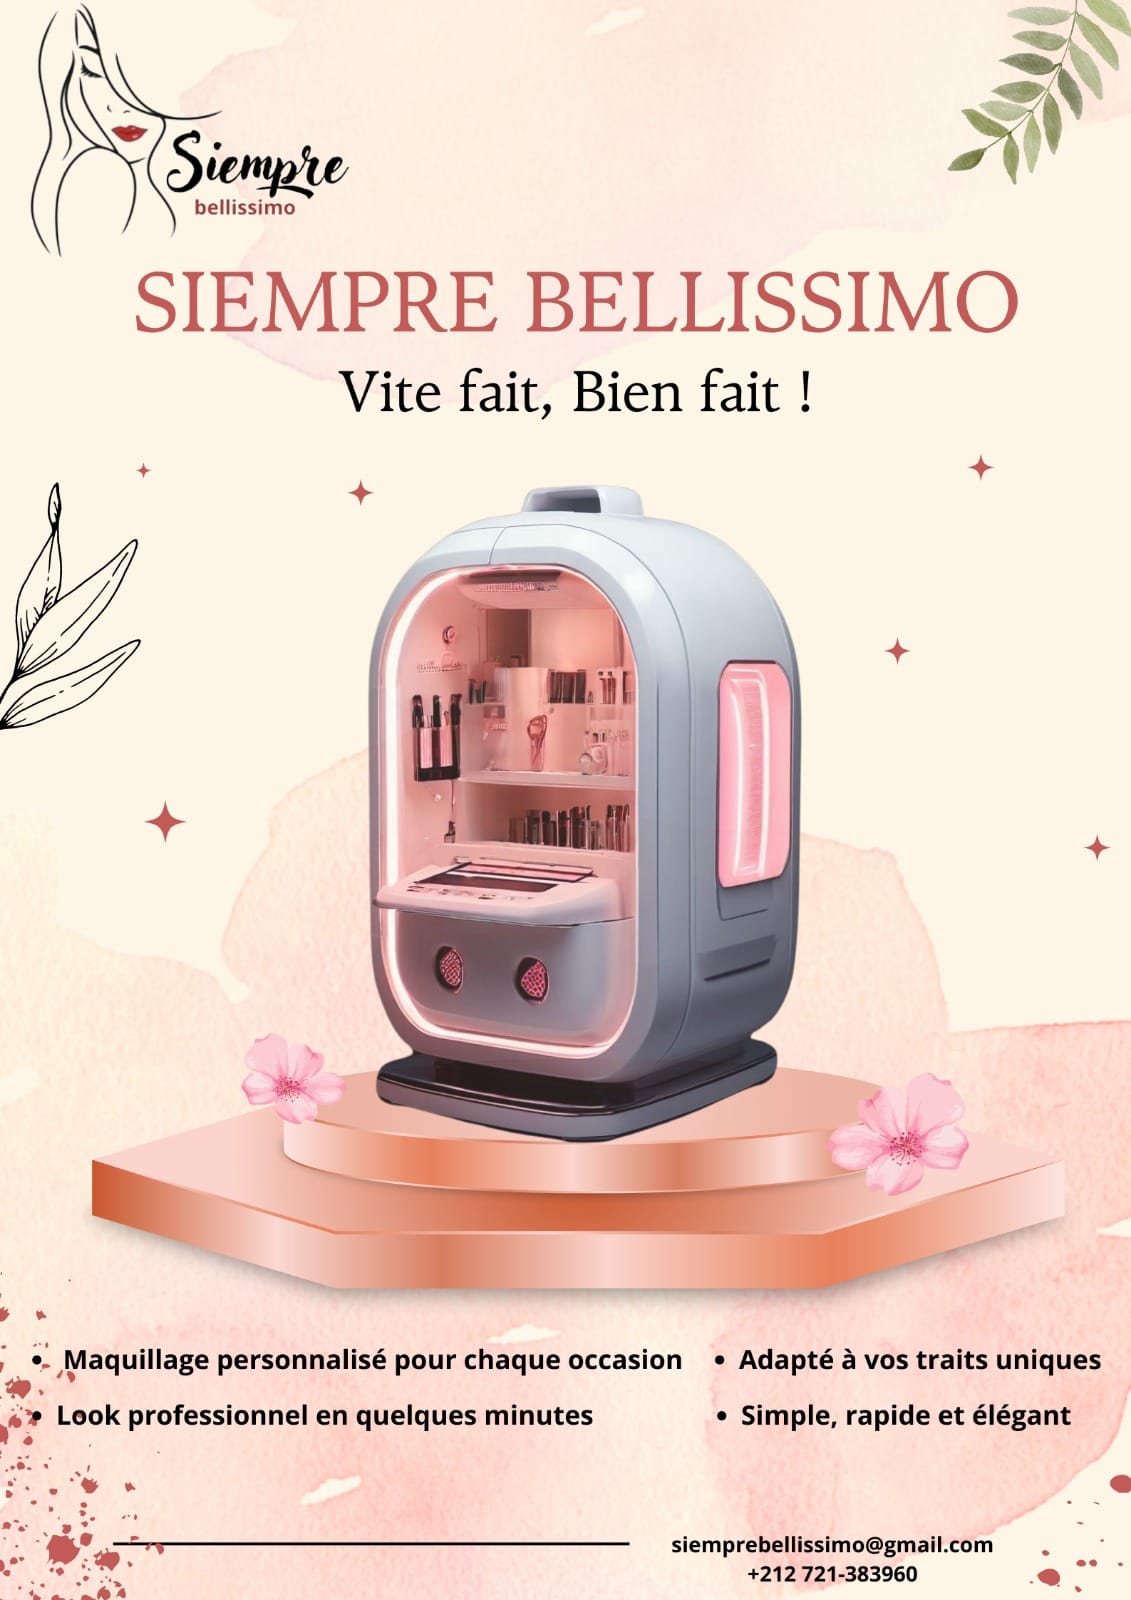 Siempre
bellissimo
SIEMPRE BELLISSIMO
Vite fait, Bien fait !
• Maquillage personnalisé pour chaque occasion
• Adapté à vos traits uniques
• Look professionnel en quelques minutes
• Simple, rapide et élégant
siemprebellissimo@gmail.com
+212 721-383960